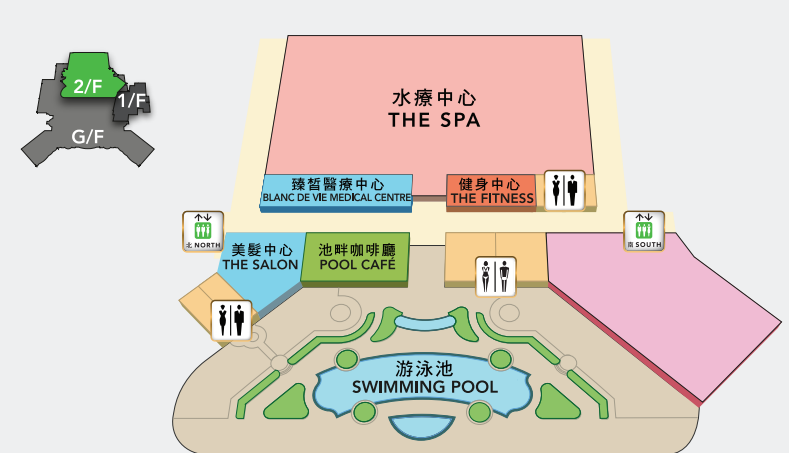 2/F
1/F
G/F
水療中心
THE SPA
臻皙醫療中心
BLANC DE VIE MEDICAL CENTRE
健身中心
THE FITNESS
北 NORTH
南 SOUTH
美髮中心
THE SALON
池畔咖啡廳
POOL CAFÉ
游泳池
SWIMMING POOL